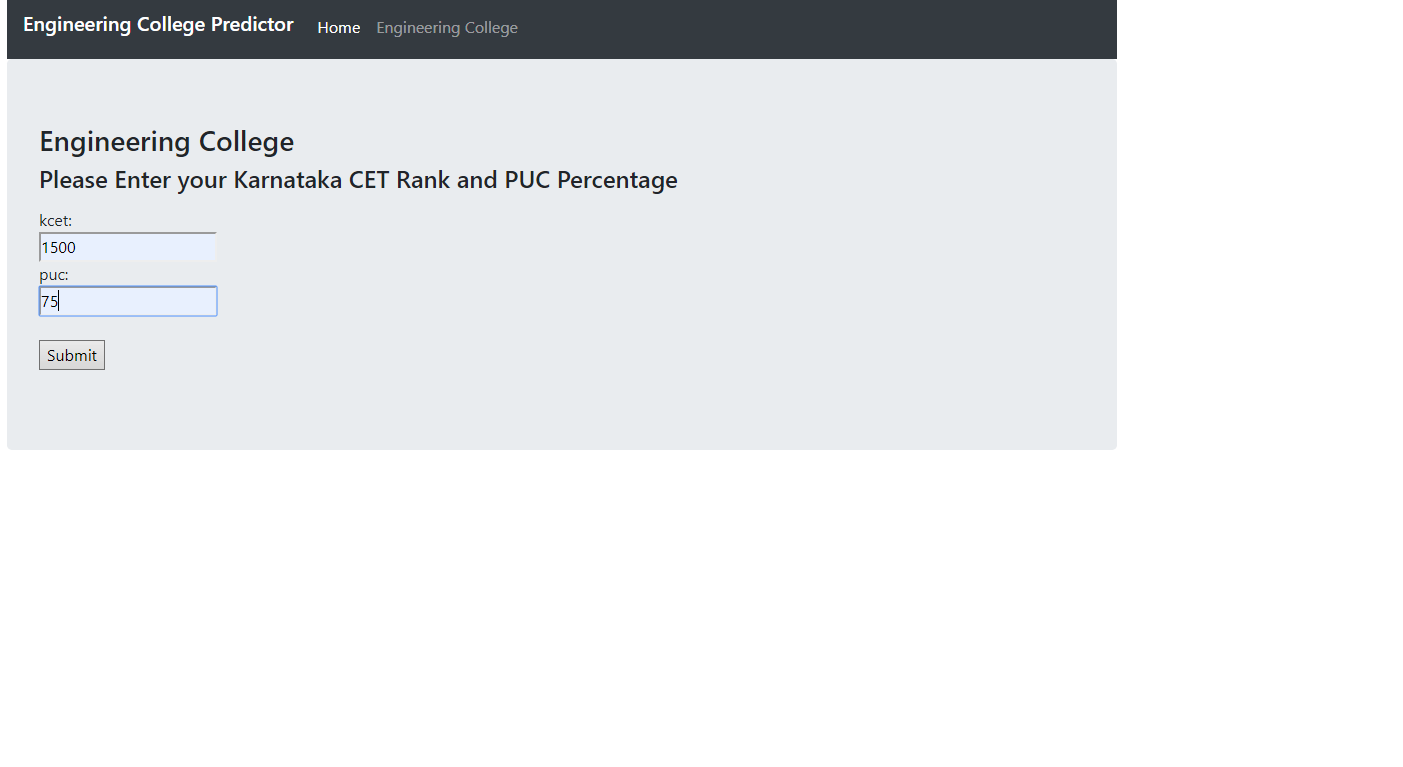 Engineering College Predictor Home Engineering College
Engineering College
Please Enter your Karnataka CET Rank and PUC Percentage
kcet:
1500
puc:
75
Submit